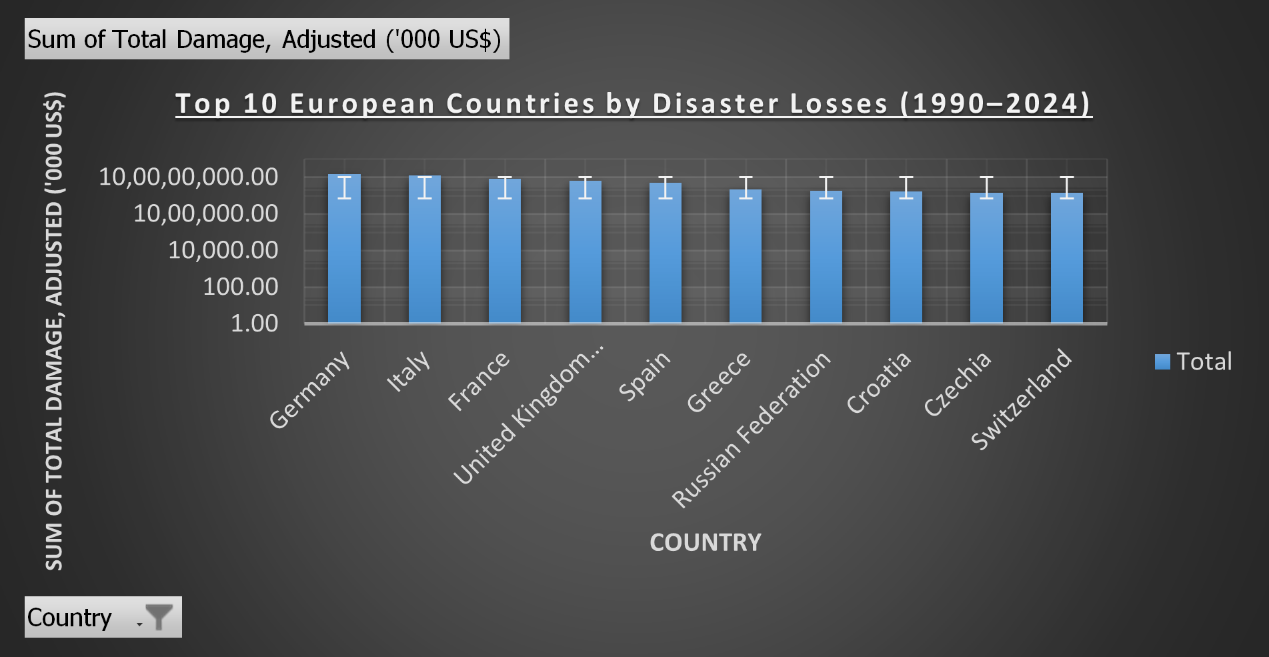 Sum of Total Damage, Adjusted ('000 US$)
Top 10 European Countries by Disaster Losses (1990–2024)
SUM OF TOTAL DAMAGE, ADJUSTED ('000 US$)
10,00,00,000.00
10,00,000.00
10,000.00
100.00
1.00
Germany
Italy
France
United Kingdom...
Spain
Greece
Russian Federation
Croatia
Czechia
Switzerland
Total
COUNTRY
Country